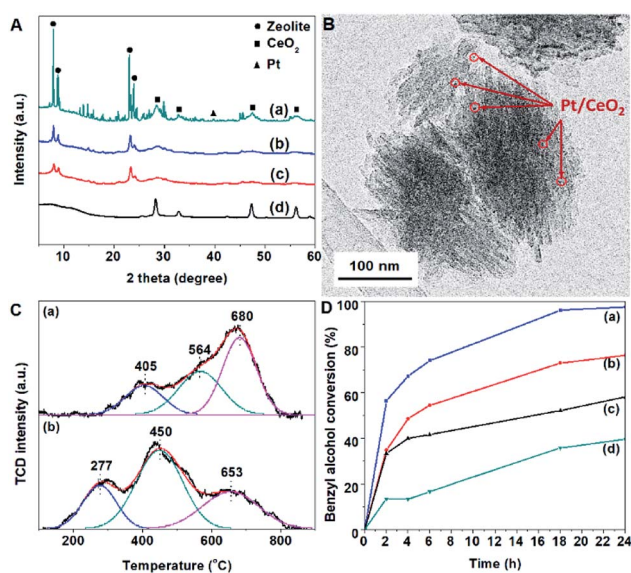 A
● Zeolite
■ CeO₂
▲ Pt
(a)
(b)
(c)
(d)
Intensity (a.u.)
5 10 20 30 40 50 60
2 theta (degree)
B
Pt/CeO₂
100 nm
C
(a)
405
564
680
(b)
277
450
653
TCD intensity (a.u.)
200 400 600 800
Temperature (°C)
D
100
80
60
40
20
0
(a)
(b)
(c)
(d)
Benzyl alcohol conversion (%)
0 2 4 6 8 10 12 14 16 18 20 22 24
Time (h)